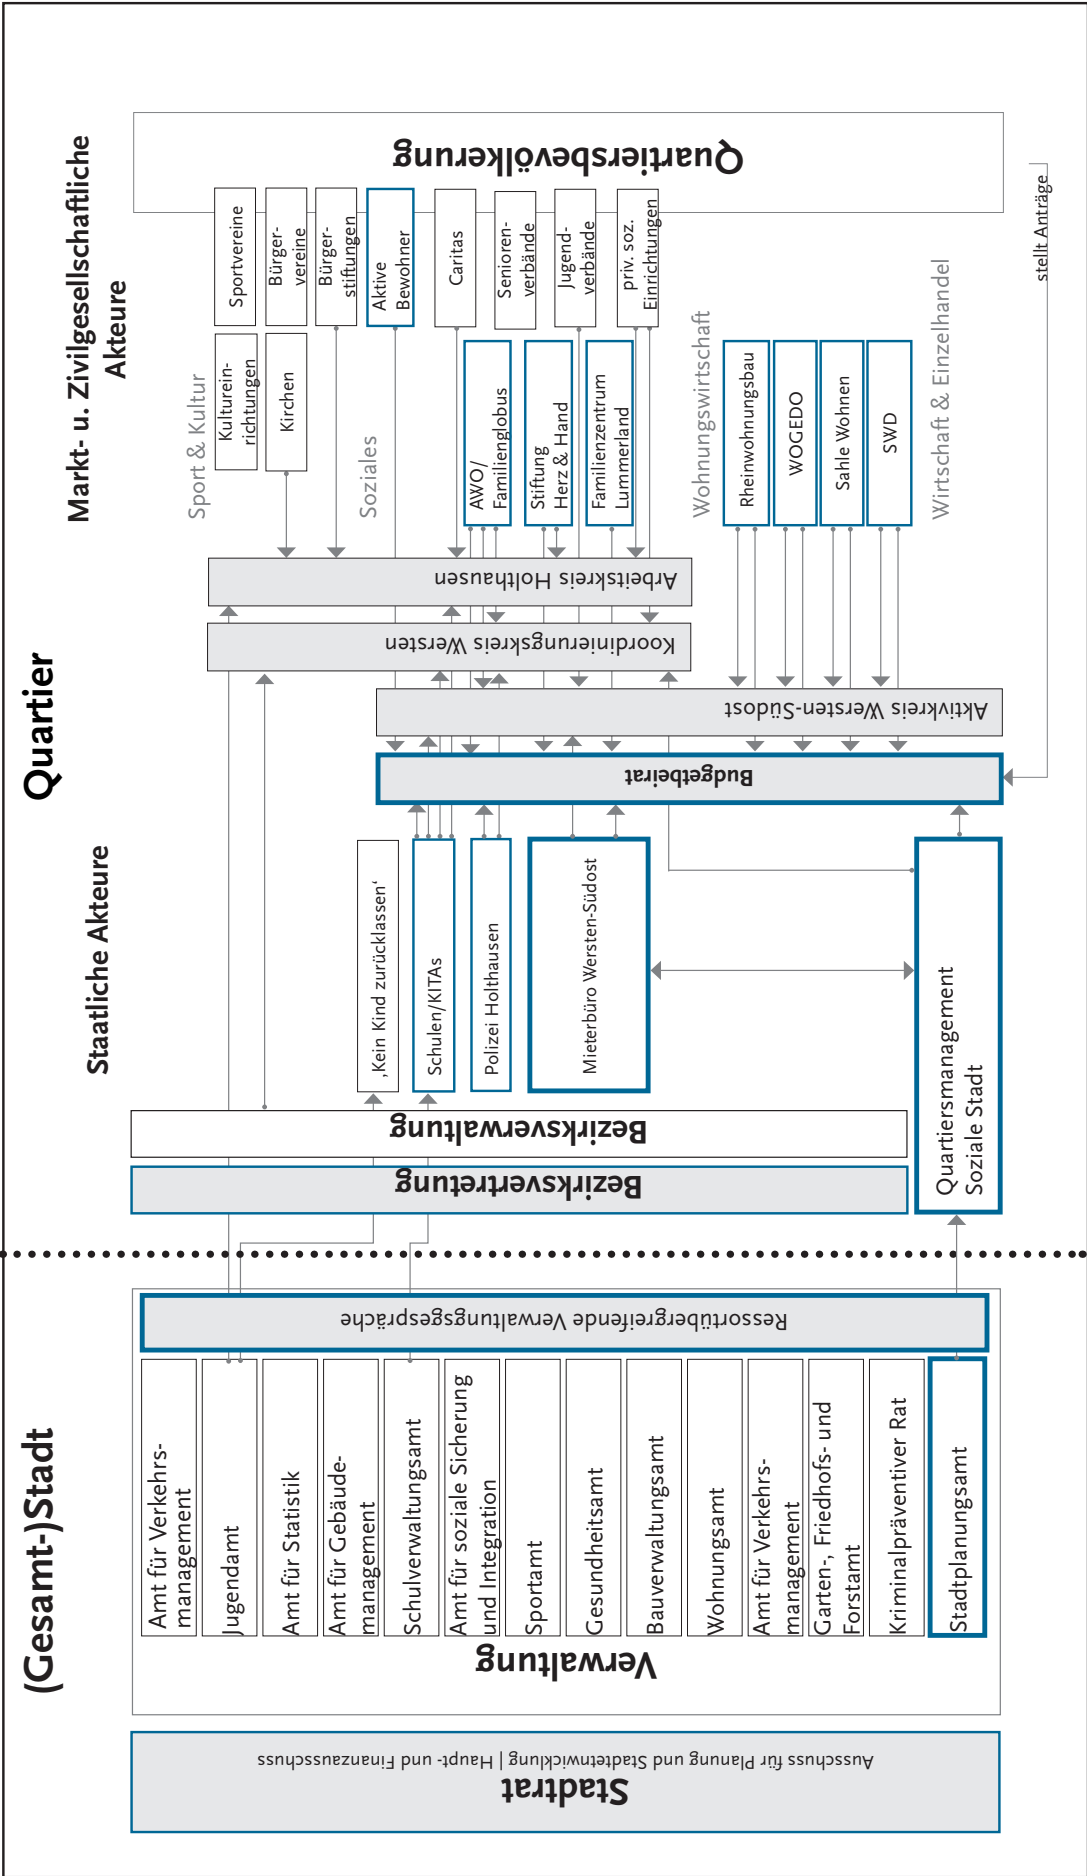 (Gesamt-)Stadt
Quartier
Staatliche Akteure
Markt- u. Zivilgesellschaftliche
Akteure
Stadtrat
Ausschuss für Planung und Stadtetnwicklung | Haupt- und Finanzausschuss
Verwaltung
Amt für Verkehrs-
management
Jugendamt
Amt für Statistik
Amt für Gebäude-
management
Schulverwaltungsamt
Amt für soziale Sicherung
und Integration
Sportamt
Gesundheitsamt
Bauverwaltungsamt
Wohnungsamt
Amt für Verkehrs-
management
Garten-, Friedhofs- und
Forstamt
Kriminalpräventiver Rat
Stadtplanungsamt
Ressortübergreifende Verwaltungsgespräche
Bezirksvertretung
Bezirksverwaltung
‚Kein Kind zurücklassen‘
Schulen/KITAs
Polizei Holthausen
Mieterbüro Wersten-Südost
Quartiersmanagement
Soziale Stadt
Budgetbeirat
Aktivkreis Wersten-Südost
Koordinierungskreis Wersten
Arbeitskreis Holthausen
Sport & Kultur
Kulturein-
richtungen
Sportvereine
Kirchen
Bürger-
vereine
Bürger-
stiftungen
Soziales
Aktive
Bewohner
Caritas
AWO/
Familienglobus
Senioren-
verbände
Stiftung
Herz & Hand
Jugend-
verbände
Familienzentrum
Lummerland
priv. soz.
Einrichtungen
Wohnungswirtschaft
Rheinwohnungsbau
WOGEDO
Sahle Wohnen
SWD
Wirtschaft & Einzelhandel
Quartiersbevölkerung
stellt Anträge